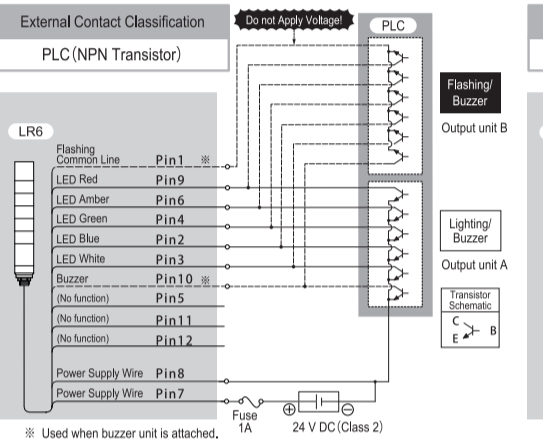 External Contact Classification
PLC (NPN Transistor)
Do not Apply Voltage!
PLC
Flashing/
Buzzer
Output unit B
LR6
Flashing
Common Line Pin1 ※
LED Red Pin9
LED Amber Pin6
LED Green Pin4
LED Blue Pin2
LED White Pin3
Buzzer Pin10 ※
(No function) Pin5
(No function) Pin11
(No function) Pin12
Power Supply Wire Pin8
Power Supply Wire Pin7
Lighting/
Buzzer
Output unit A
Transistor
Schematic
C
B
E
Fuse
1A
⊕ ⊖
24 V DC (Class 2)
※ Used when buzzer unit is attached.